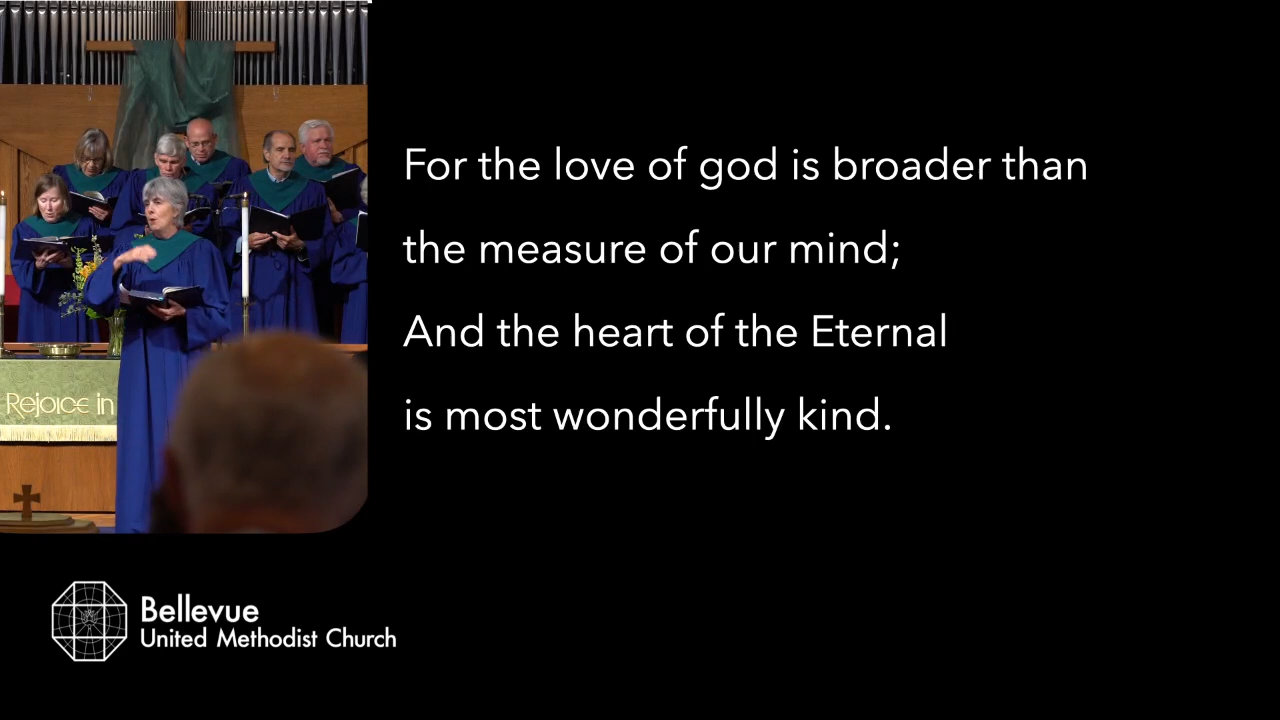 For the love of god is broader than
the measure of our mind;
And the heart of the Eternal
is most wonderfully kind.
Rejoice in
Bellevue
United Methodist Church